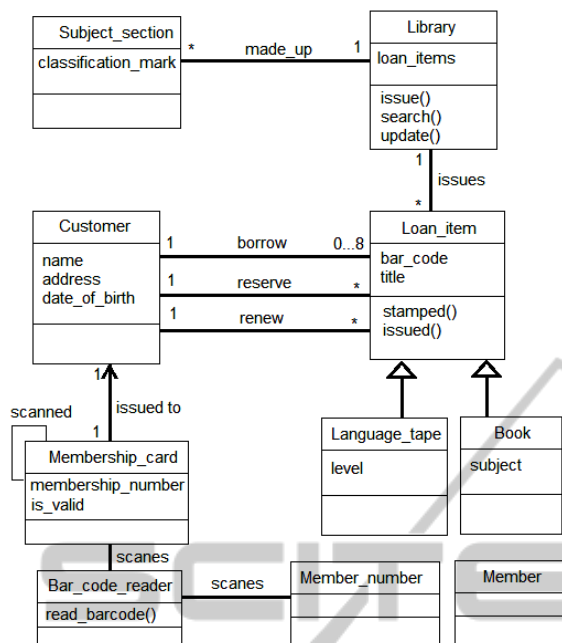 Subject_section
classification_mark
* made_up 1
Library
loan_items
issue()
search()
update()
1
issues
*
Customer
name
address
date_of_birth
1 borrow 0...8
1 reserve *
1 renew *
Loan_item
bar_code
title
stamped()
issued()
1
issued to
1
scanned
Membership_card
membership_number
is_valid
Language_tape
level
Book
subject
scanes
Bar_code_reader
read_barcode()
scanes
Member_number
Member
SCITE